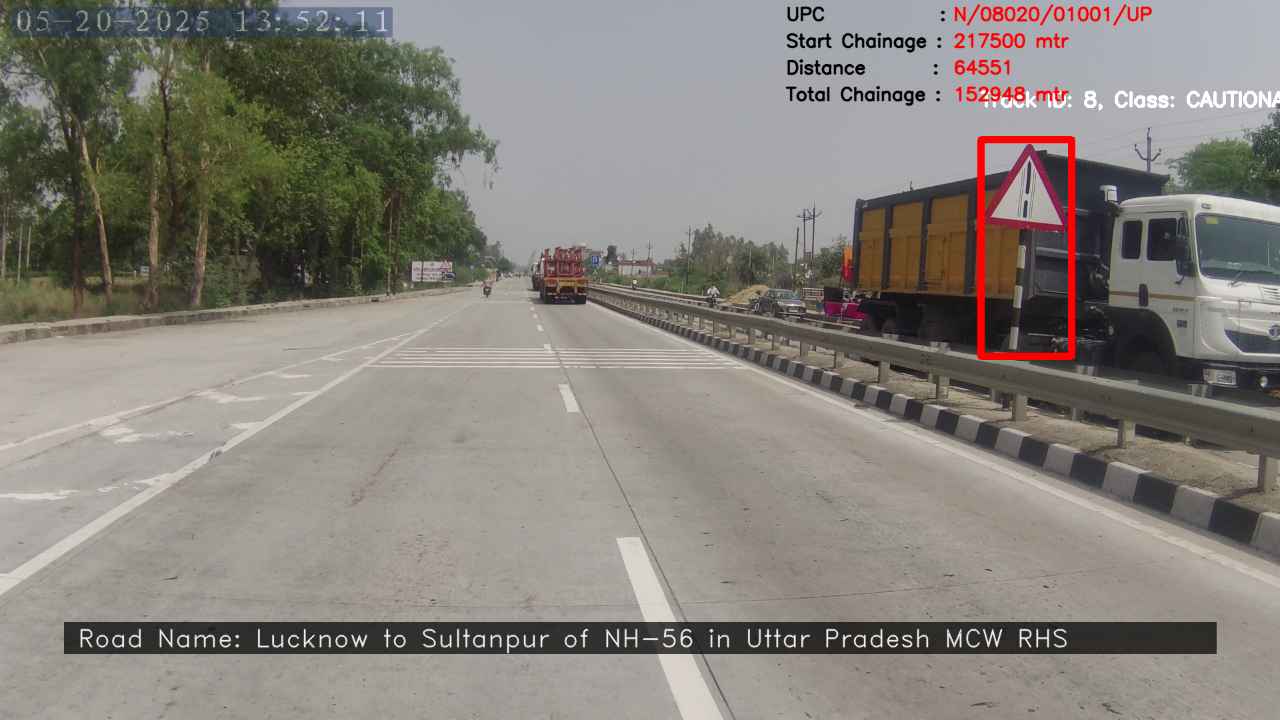 05-20-2025 13:52:11
UPC : N/08020/01001/UP
Start Chainage : 217500 mtr
Distance : 64551
Total Chainage : 152948 mtr
Track ID: 8, Class: CAUTIONA
Road Name: Lucknow to Sultanpur of NH-56 in Uttar Pradesh MCW RHS